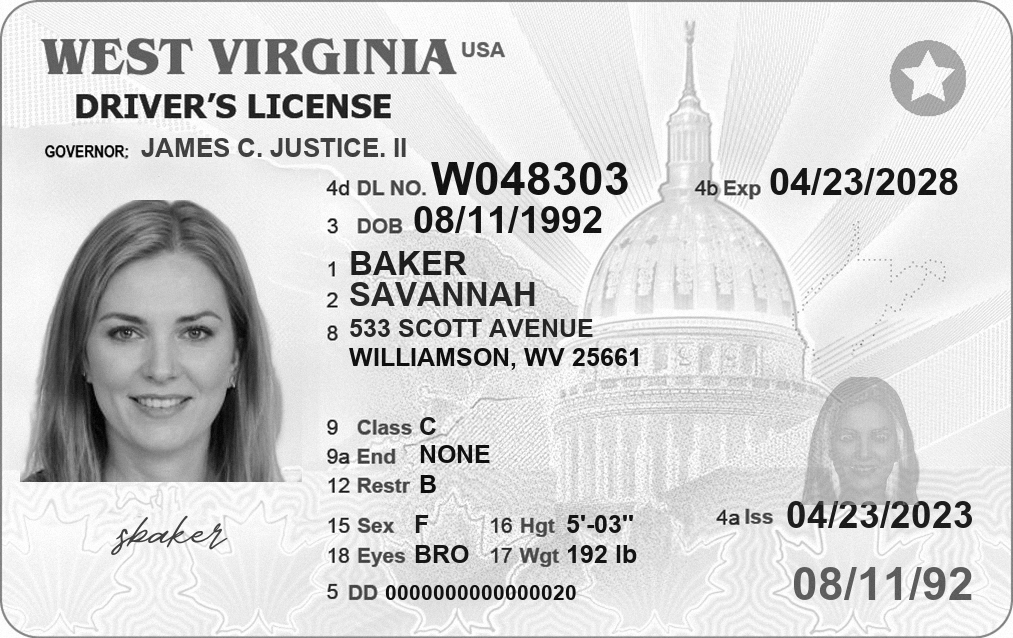 WEST VIRGINIA USA
DRIVER'S LICENSE
GOVERNOR: JAMES C. JUSTICE. II
4d DL NO. W048303 4b Exp 04/23/2028
3 DOB 08/11/1992
1 BAKER
2 SAVANNAH
8 533 SCOTT AVENUE
WILLIAMSON, WV 25661
9 Class C
9a End NONE
12 Restr B
15 Sex F 16 Hgt 5'-03"
18 Eyes BRO 17 Wgt 192 lb
5 DD 0000000000000020
4a Iss 04/23/2023
08/11/92
skaker